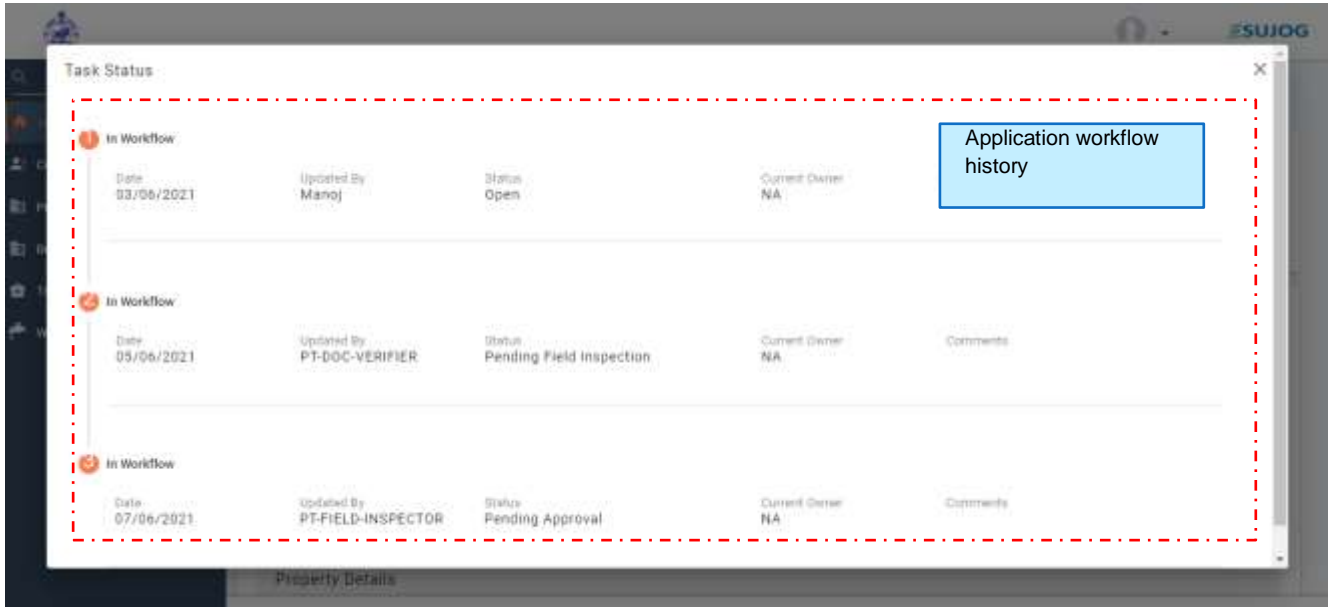 ESUJOG
Task Status
Application workflow
history
In Workflow
Date Updated By Status Current Owner
03/06/2021 Manoj Open NA
In Workflow
Date Updated By Status Current Owner Comments
05/06/2021 PT-DOC-VERIFIER Pending Field Inspection NA
In Workflow
Date Updated By Status Current Owner Comments
07/06/2021 PT-FIELD-INSPECTOR Pending Approval NA
Property Details